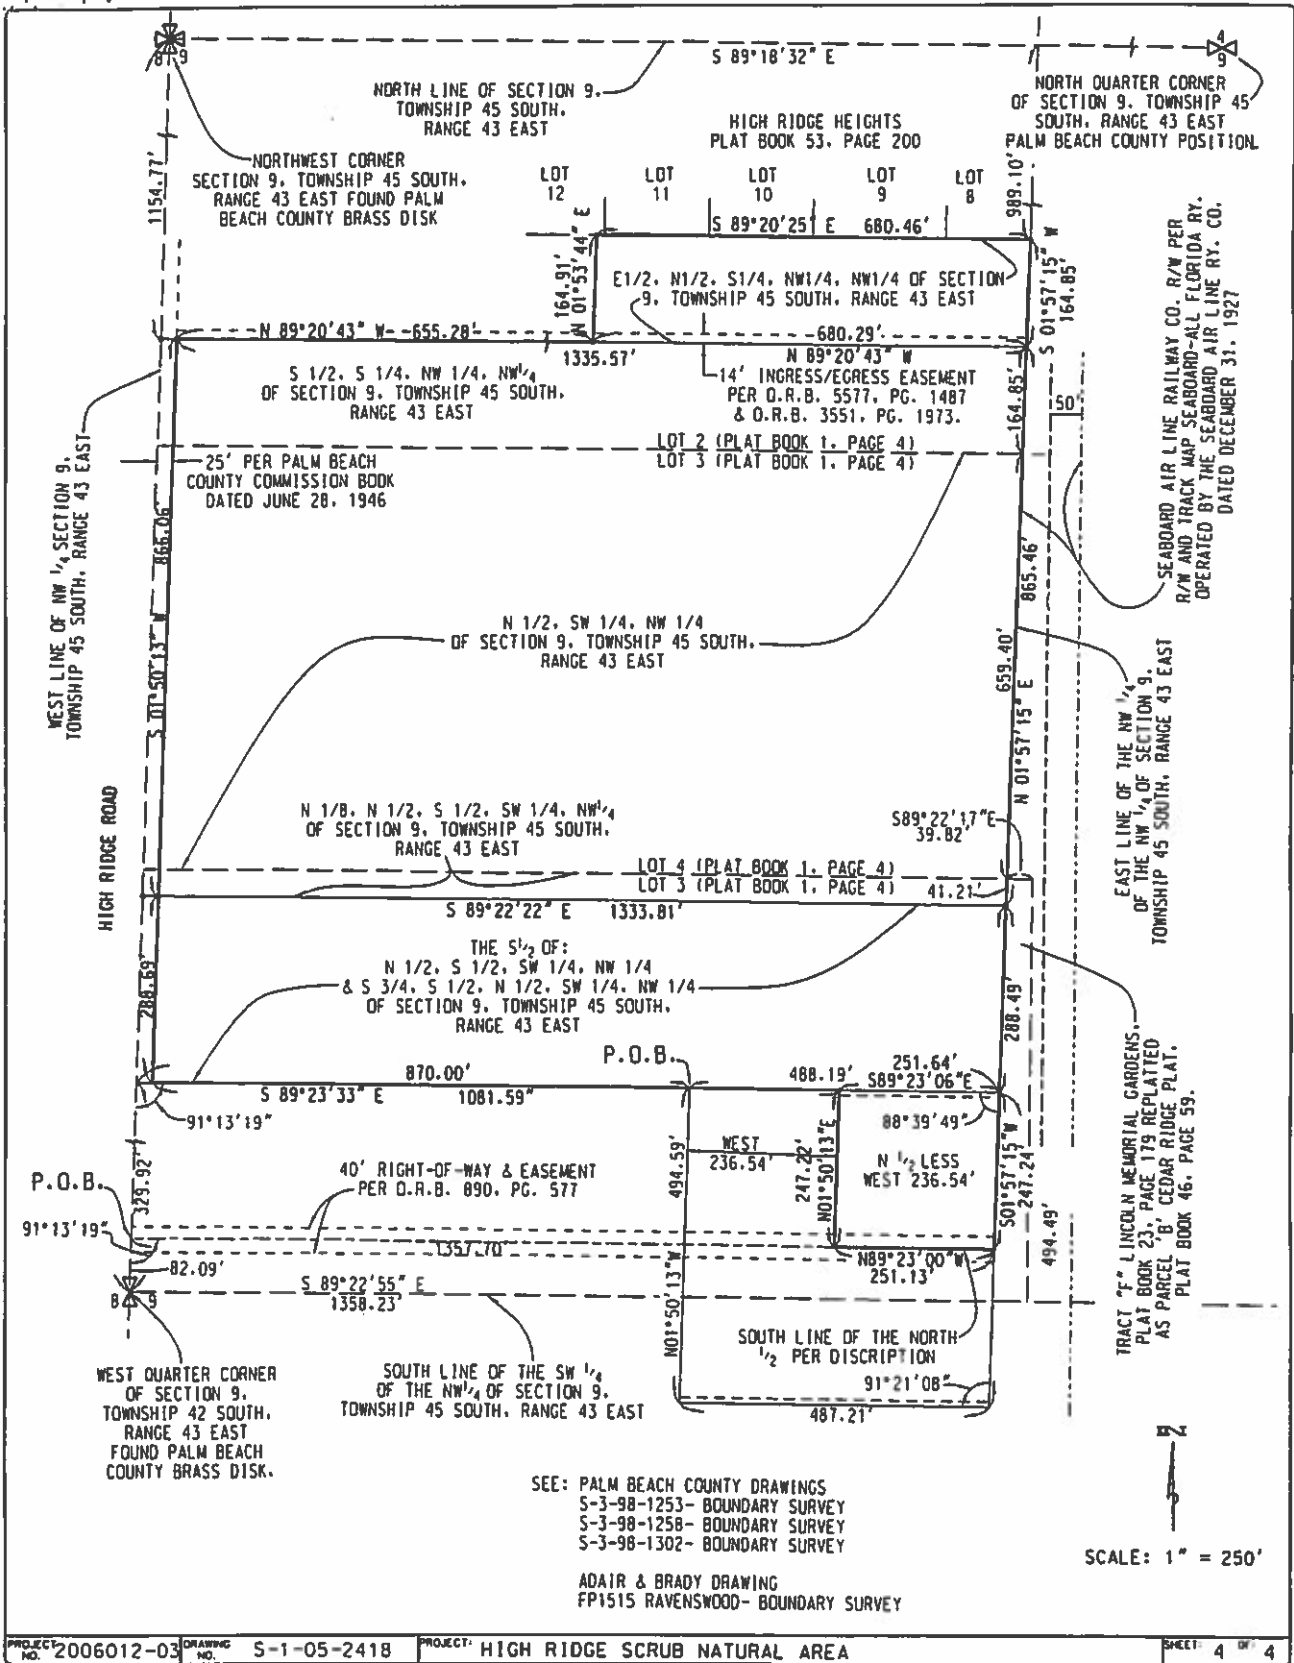 8 9
S 89°18'32" E
4
9
NORTH QUARTER CORNER
OF SECTION 9, TOWNSHIP 45
SOUTH, RANGE 43 EAST
PALM BEACH COUNTY POSITION.
NORTH LINE OF SECTION 9,
TOWNSHIP 45 SOUTH,
RANGE 43 EAST
HIGH RIDGE HEIGHTS
PLAT BOOK 53, PAGE 200
NORTHWEST CORNER
SECTION 9, TOWNSHIP 45 SOUTH,
RANGE 43 EAST FOUND PALM
BEACH COUNTY BRASS DISK
1154.77'
LOT
12
LOT
11
LOT
10
LOT
9
LOT
8
989.10'
S 89°20'25" E 680.46'
164.91'
N 01°53'44" E
E1/2, N1/2, S1/4, NW1/4, NW1/4 OF SECTION
9, TOWNSHIP 45 SOUTH, RANGE 43 EAST
S 01°57'15" W
164.85'
N 89°20'43" W 655.28'
680.29'
1335.57'
N 89°20'43" W
S 1/2, S 1/4, NW 1/4, NW1/4
OF SECTION 9, TOWNSHIP 45 SOUTH,
RANGE 43 EAST
14' INGRESS/EGRESS EASEMENT
PER O.R.B. 5577, PG. 1487
& O.R.B. 3551, PG. 1973.
164.85'
50'
SEABOARD AIR LINE RAILWAY CO. R/W PER
R/W AND TRACK MAP SEABOARD-ALL FLORIDA RY.
OPERATED BY THE SEABOARD AIR LINE RY. CO.
DATED DECEMBER 31, 1927
LOT 2 (PLAT BOOK 1, PAGE 4)
LOT 3 (PLAT BOOK 1, PAGE 4)
25' PER PALM BEACH
COUNTY COMMISSION BOOK
DATED JUNE 28, 1946
WEST LINE OF NW 1/4 SECTION 9,
TOWNSHIP 45 SOUTH, RANGE 43 EAST
866.06'
S 01°50'13" W
865.46'
659.40'
N 01°57'15" E
N 1/2, SW 1/4, NW 1/4
OF SECTION 9, TOWNSHIP 45 SOUTH,
RANGE 43 EAST
EAST LINE OF THE NW 1/4
OF THE NW 1/4 OF SECTION 9,
TOWNSHIP 45 SOUTH, RANGE 43 EAST
HIGH RIDGE ROAD
N 1/8, N 1/2, S 1/2, SW 1/4, NW1/4
OF SECTION 9, TOWNSHIP 45 SOUTH,
RANGE 43 EAST
S89°22'17"E
39.82'
LOT 4 (PLAT BOOK 1, PAGE 4)
LOT 3 (PLAT BOOK 1, PAGE 4)
41.21'
S 89°22'22" E 1333.81'
THE S1/2 OF:
N 1/2, S 1/2, SW 1/4, NW 1/4
& S 3/4, S 1/2, N 1/2, SW 1/4, NW 1/4
OF SECTION 9, TOWNSHIP 45 SOUTH,
RANGE 43 EAST
288.69'
288.49'
TRACT "F" LINCOLN MEMORIAL GARDENS,
PLAT BOOK 23, PAGE 179 REPLATTED
AS PARCEL 'B' CEDAR RIDGE PLAT.
PLAT BOOK 46, PAGE 59.
P.O.B.
870.00'
S 89°23'33" E 1081.59"
488.19'
251.64'
S89°23'06"E
91°13'19"
88°39'49"
WEST
236.54'
N 1/2 LESS
WEST 236.54'
494.59'
247.22'
N01°50'13"E
S01°57'15"W
247.24'
494.49'
329.92'
P.O.B.
40' RIGHT-OF-WAY & EASEMENT
PER O.R.B. 890, PG. 577
91°13'19"
1357.70'
N89°23'00"W
251.13'
82.09'
8 9
S 89°22'55" E
1358.23'
N01°50'13"W
SOUTH LINE OF THE NORTH
1/2 PER DISCRIPTION
91°21'08"
487.21'
WEST QUARTER CORNER
OF SECTION 9,
TOWNSHIP 42 SOUTH,
RANGE 43 EAST
FOUND PALM BEACH
COUNTY BRASS DISK.
SOUTH LINE OF THE SW 1/4
OF THE NW1/4 OF SECTION 9,
TOWNSHIP 45 SOUTH, RANGE 43 EAST
SEE: PALM BEACH COUNTY DRAWINGS
S-3-98-1253- BOUNDARY SURVEY
S-3-98-1258- BOUNDARY SURVEY
S-3-98-1302- BOUNDARY SURVEY
ADAIR & BRADY DRAWING
FP1515 RAVENSWOOD- BOUNDARY SURVEY
N
SCALE: 1" = 250'
PROJECT NO. 2006012-03 DRAWING NO. S-1-05-2418 PROJECT: HIGH RIDGE SCRUB NATURAL AREA SHEET: 4 OF: 4